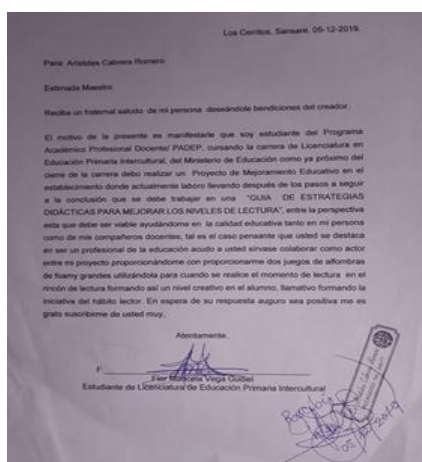 Los Cerritos, Sansare, 05-12-2019.
Para: Aristides Cabrera Romero
Estimada Maestro
Reciba un fraternal saludo de mi persona deseándole bendiciones del creador.
El motivo de la presente es manifestarle que soy estudiante del Programa
Académico Profesional Docente/ PADEP, cursando la carrera de Licenciatura en
Educación Primaria Intercultural, del Ministerio de Educación como ya próximo del
cierre de la carrera debo realizar un Proyecto de Mejoramiento Educativo en el
establecimiento donde actualmente laboro llevando después de los pasos a seguir
a la conclusión que se debe trabajar en una "GUIA DE ESTRATEGIAS
DIDÁCTICAS PARA MEJORAR LOS NIVELES DE LECTURA", entre la perspectiva
esta que debe ser viable ayudándome en la calidad educativa tanto en mi persona
como de mis compañeros docentes; tal es el caso pensante que usted se destaca
en ser un profesional de la educación acudo a usted sírvase colaborar como actor
entre mi proyecto proporcionándome con proporcionarme dos juegos de alfombras
de foamy grandes utilizándola para cuando se realice el momento de lectura en el
rincón de lectura formando así un nivel creativo en el alumno, llamativo formando la
iniciativa del hábito lector. En espera de su respuesta auguro sea positiva me es
grato suscribirme de usted muy,
Atentamente,
F.
Flor Maricela Vega Gudiel
Estudiante de Licenciatura de Educación Primaria Intercultural